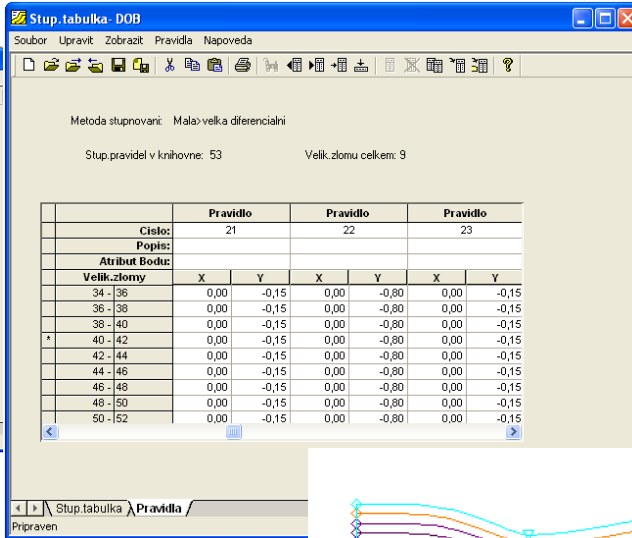 Stup.tabulka- DOB
Soubor Upravit Zobrazit Pravidla Napoveda
Metoda stupnovani: Mala>velka diferencialni
Stup.pravidel v knihovne: 53 Velik.zlomu celkem: 9
Pravidlo Pravidlo Pravidlo
Cislo: 21 22 23
Popis:
Atribut Bodu:
Velik.zlomy X Y X Y X Y
34 - 36 0,00 -0,15 0,00 -0,80 0,00 -0,15
36 - 38 0,00 -0,15 0,00 -0,80 0,00 -0,15
38 - 40 0,00 -0,15 0,00 -0,80 0,00 -0,15
* 40 - 42 0,00 -0,15 0,00 -0,80 0,00 -0,15
42 - 44 0,00 -0,15 0,00 -0,80 0,00 -0,15
44 - 46 0,00 -0,15 0,00 -0,80 0,00 -0,15
46 - 48 0,00 -0,15 0,00 -0,80 0,00 -0,15
48 - 50 0,00 -0,15 0,00 -0,80 0,00 -0,15
50 - 52 0,00 -0,15 0,00 -0,80 0,00 -0,15
Stup.tabulka Pravidla
Pripraven